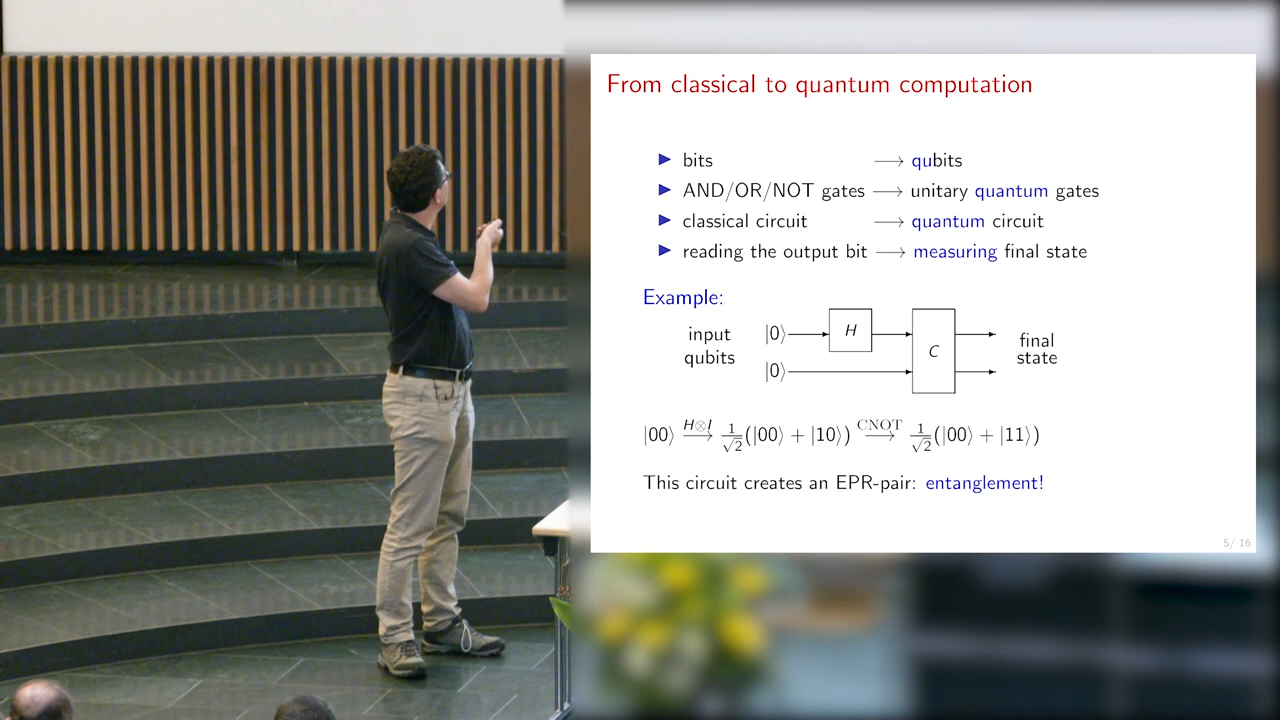 From classical to quantum computation
▶ bits ⟶ qubits
▶ AND/OR/NOT gates ⟶ unitary quantum gates
▶ classical circuit ⟶ quantum circuit
▶ reading the output bit ⟶ measuring final state
Example:
input qubits
|0⟩
|0⟩
H
C
final state
|00⟩ H⊗I ⟶ 1/√2(|00⟩ + |10⟩) CNOT ⟶ 1/√2(|00⟩ + |11⟩)
This circuit creates an EPR-pair: entanglement!
5/ 16